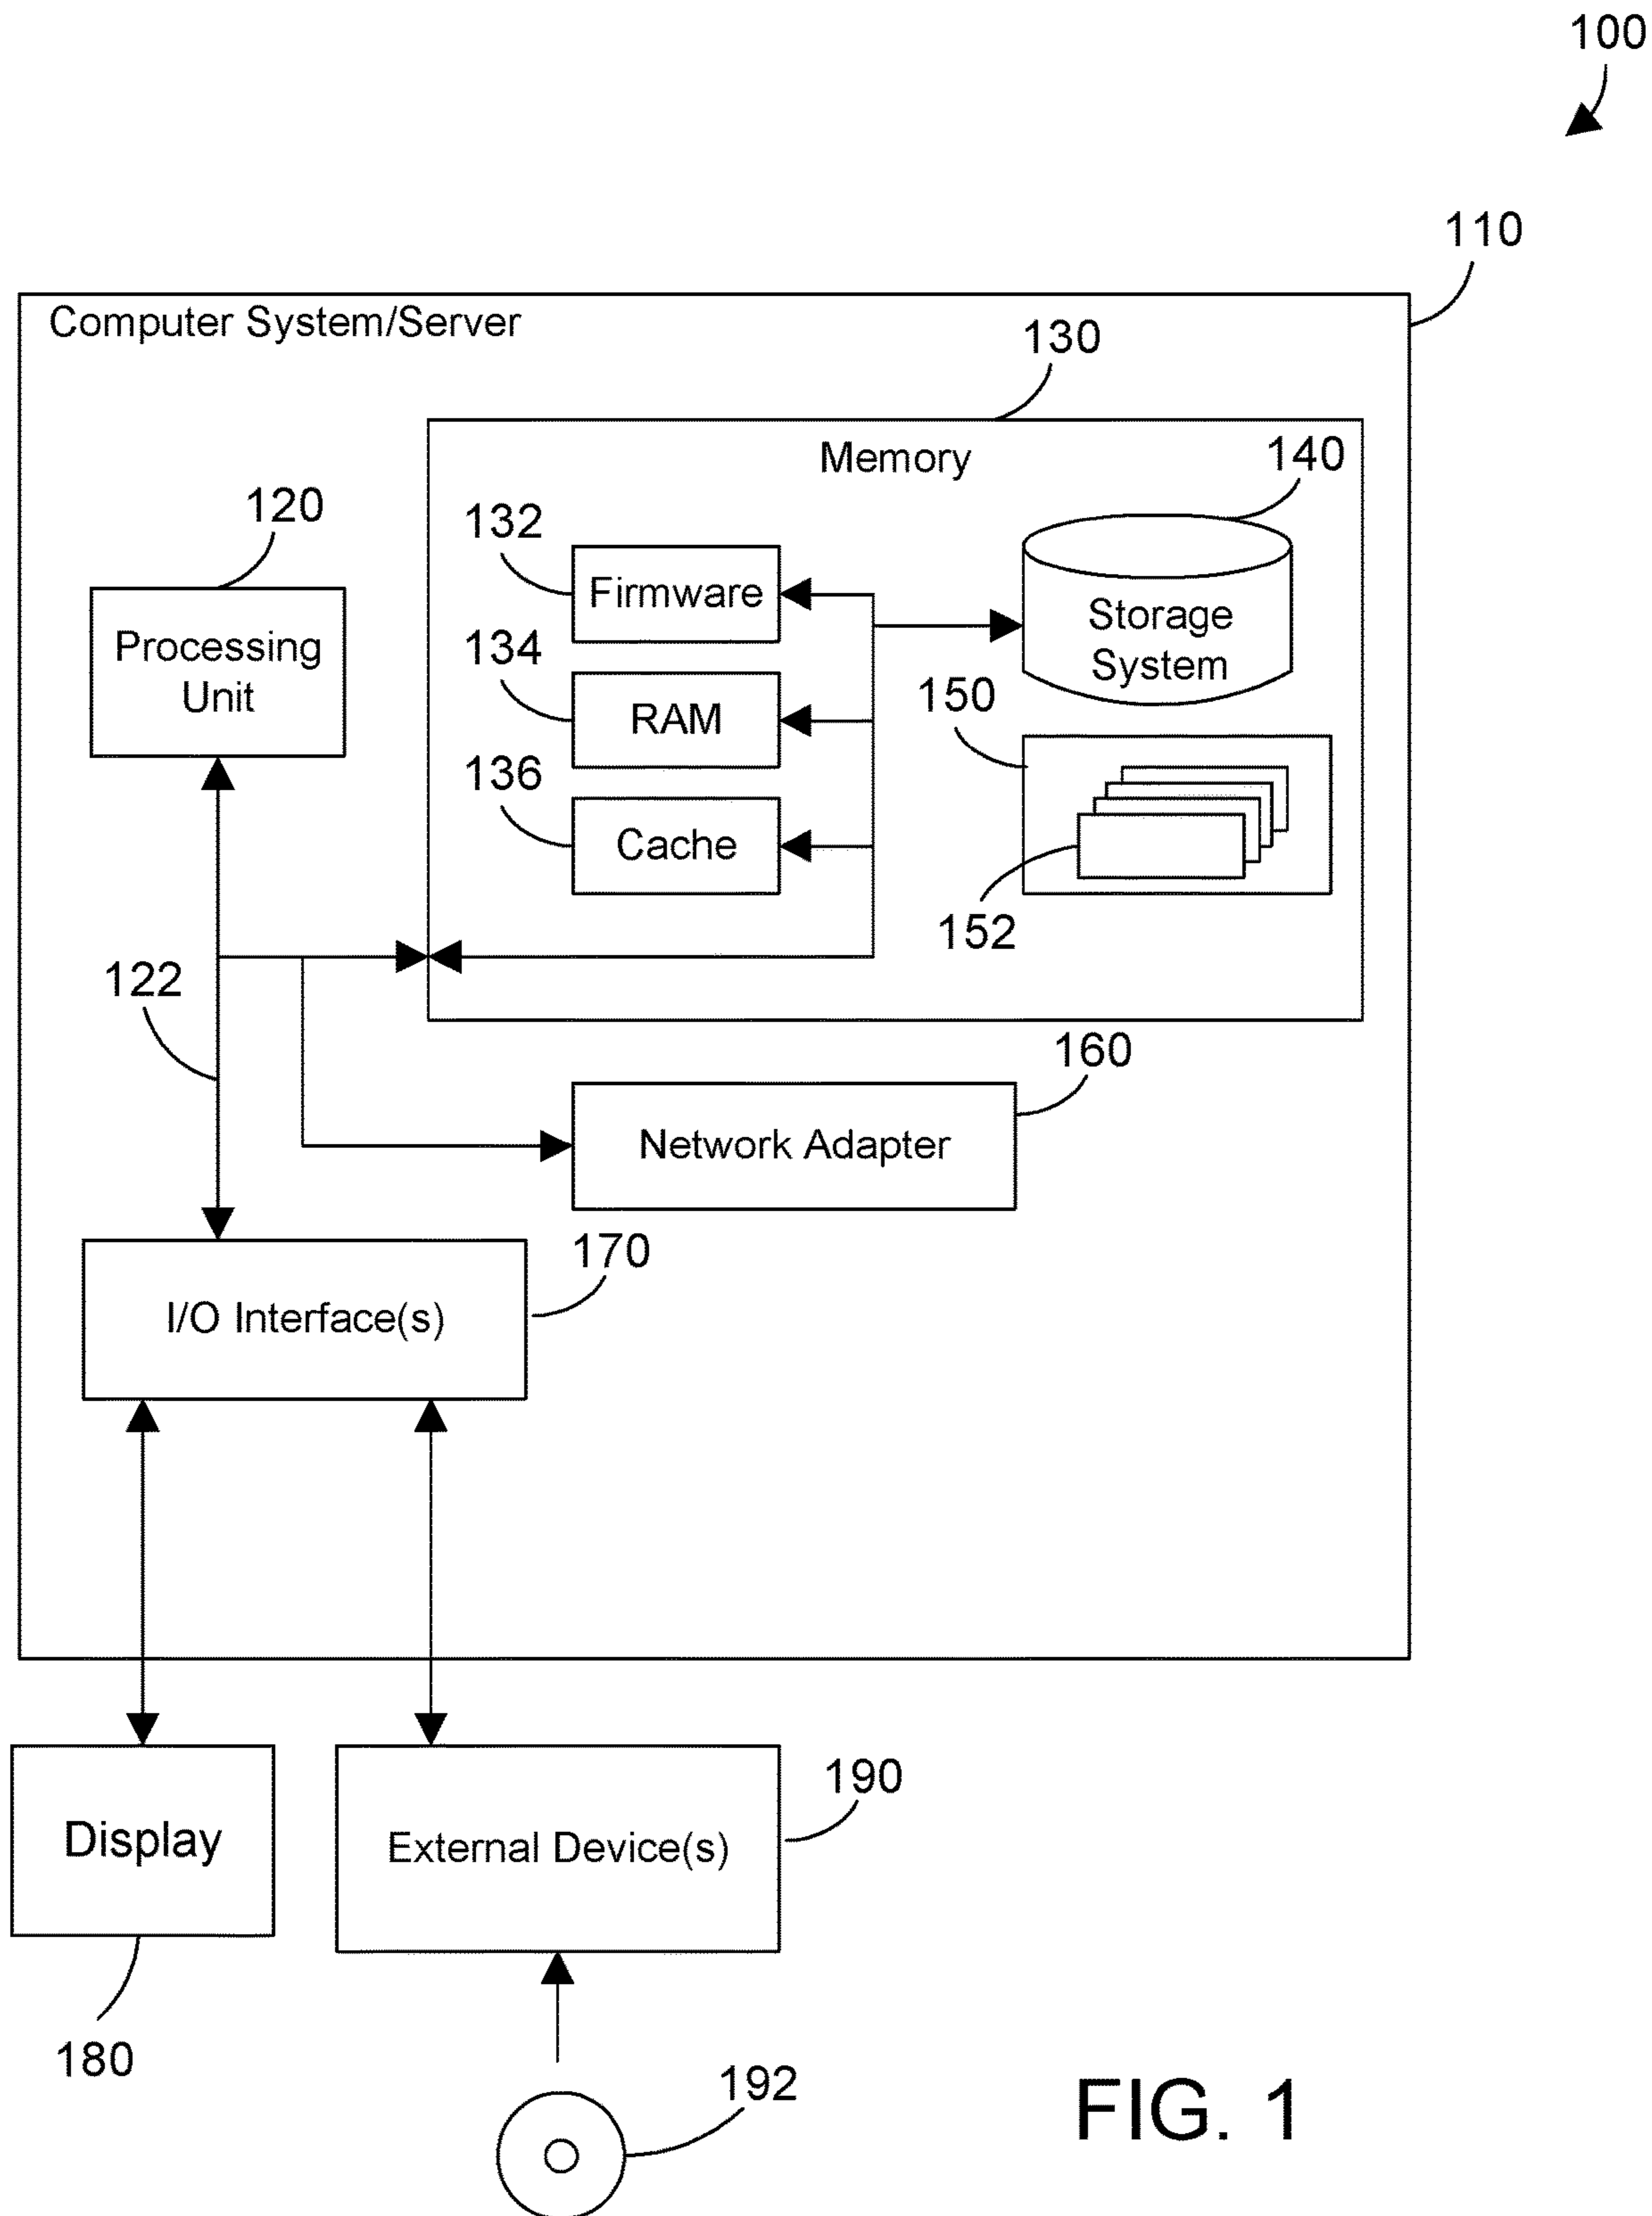 100
110
Computer System/Server
130
Memory
140
120
132
Firmware
Storage
System
Processing
Unit
134
RAM
150
136
Cache
152
122
160
Network Adapter
170
I/O Interface(s)
190
Display
External Device(s)
180
192
FIG. 1